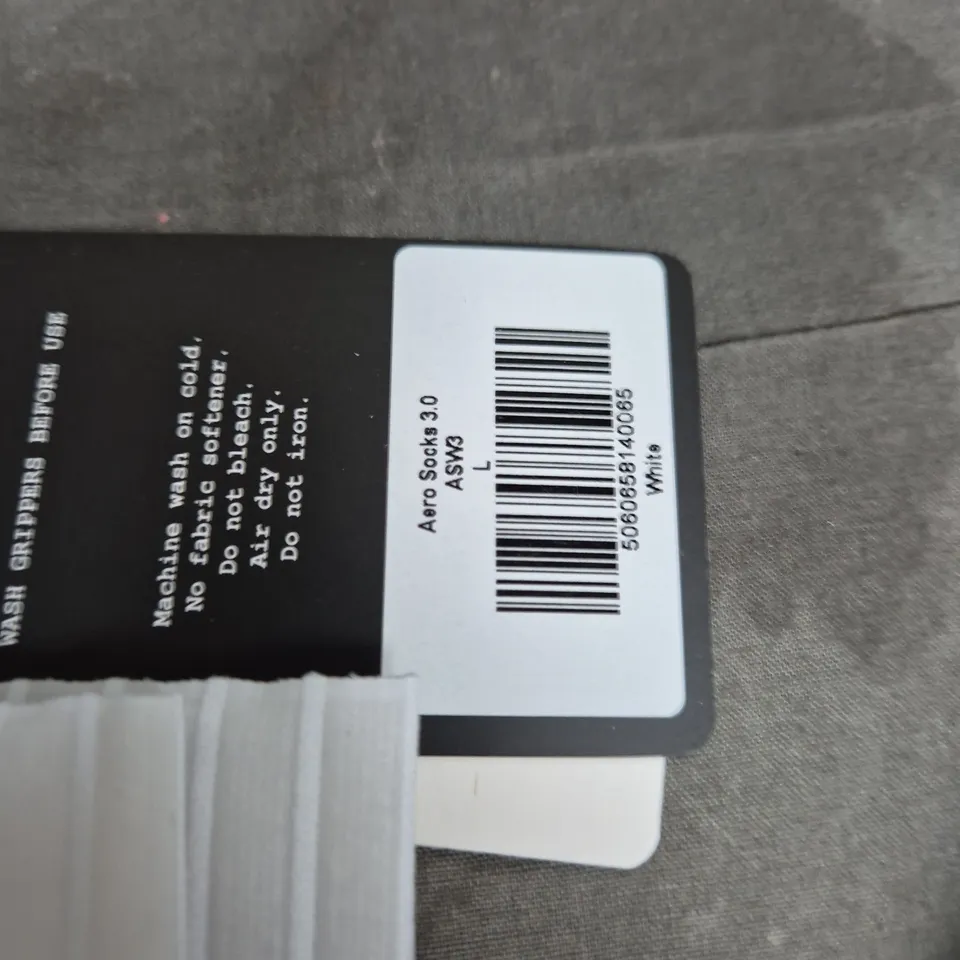 WASH GRIPPERS BEFORE USE
Machine wash on cold.
No fabric softener.
Do not bleach.
Air dry only.
Do not iron.
Aero Socks 3.0
ASW3
L
5060658140065
White